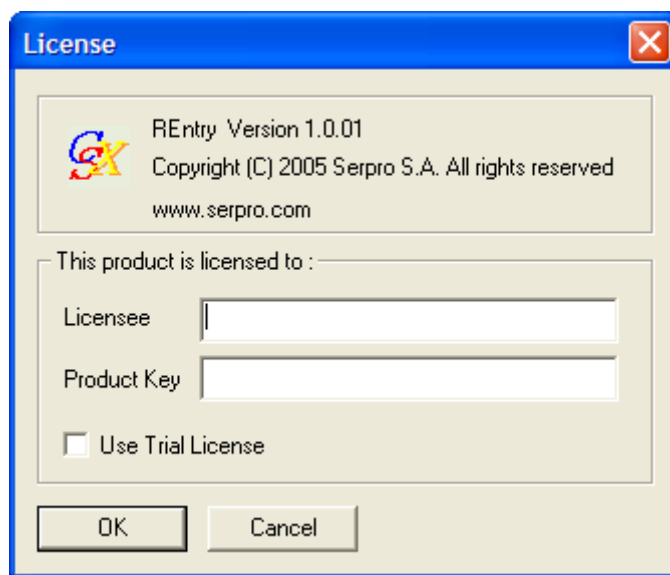 License
REntry Version 1.0.01
Copyright (C) 2005 Serpro S.A. All rights reserved
www.serpro.com
This product is licensed to :
Licensee
Product Key
Use Trial License
OK Cancel